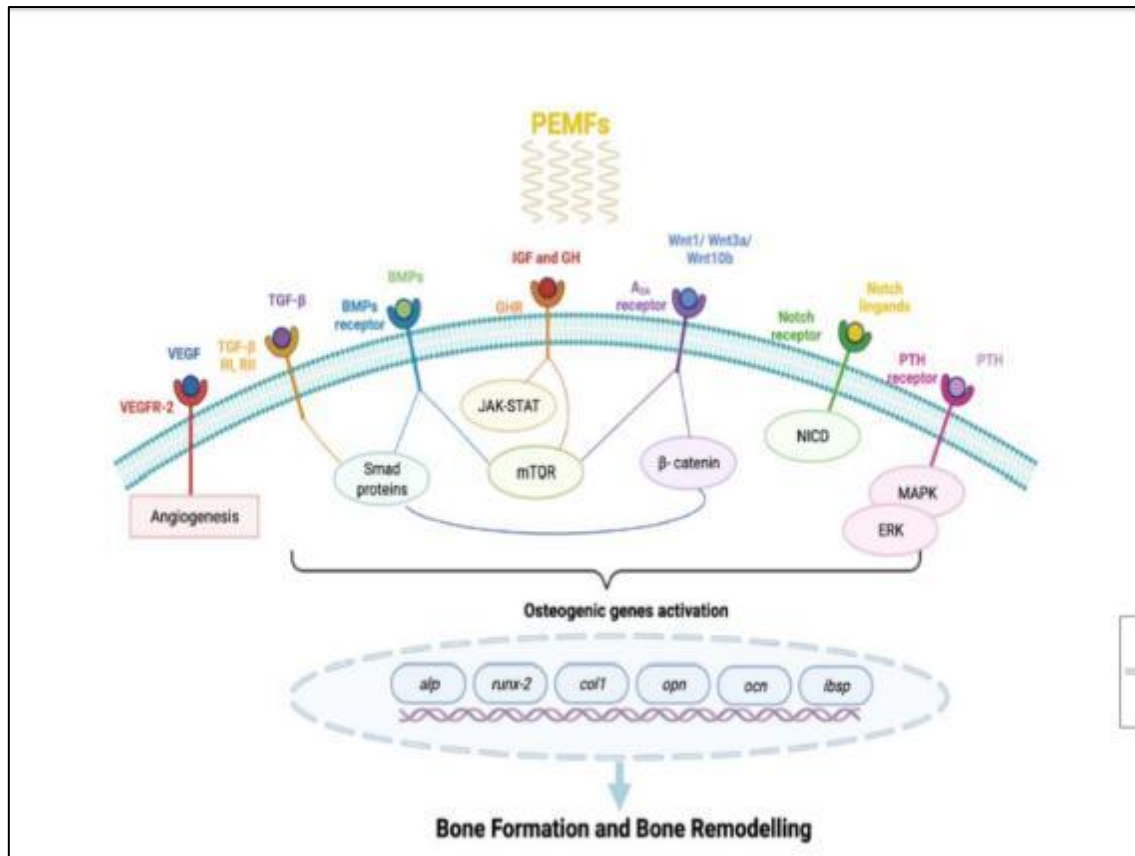 PEMFs
Wnt1/ Wnt3a/
Wnt10b
IGF and GH
BMPs
A2A
receptor
TGF-β
BMPs
receptor
GHR
Notch
lingands
Notch
receptor
VEGF
TGF-β
RI, RII
PTH
receptor
PTH
VEGFR-2
JAK-STAT
NICD
Smad
proteins
mTOR
β- catenin
MAPK
Angiogenesis
ERK
Osteogenic genes activation
alp
runx-2
col1
opn
ocn
ibsp
Bone Formation and Bone Remodelling